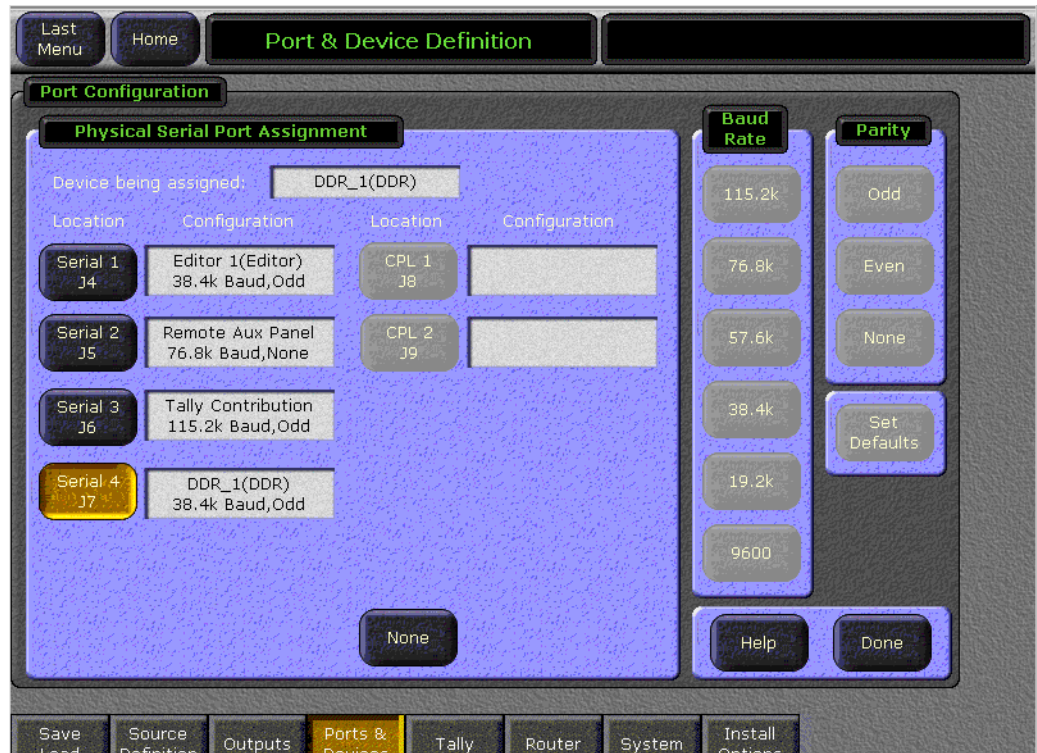 Last
Menu
Home
Port & Device Definition
Port Configuration
Physical Serial Port Assignment
Device being assigned:
DDR_1(DDR)
Location
Configuration
Location
Configuration
Serial 1
J4
Editor 1(Editor)
38.4k Baud,Odd
CPL 1
J8
Serial 2
J5
Remote Aux Panel
76.8k Baud,None
CPL 2
J9
Serial 3
J6
Tally Contribution
115.2k Baud,Odd
Serial 4
J7
DDR_1(DDR)
38.4k Baud,Odd
None
Baud
Rate
115.2k
76.8k
57.6k
38.4k
19.2k
9600
Parity
Odd
Even
None
Set
Defaults
Help
Done
Save
Load
Source
Definition
Outputs
Ports &
Devices
Tally
Router
System
Install
Options